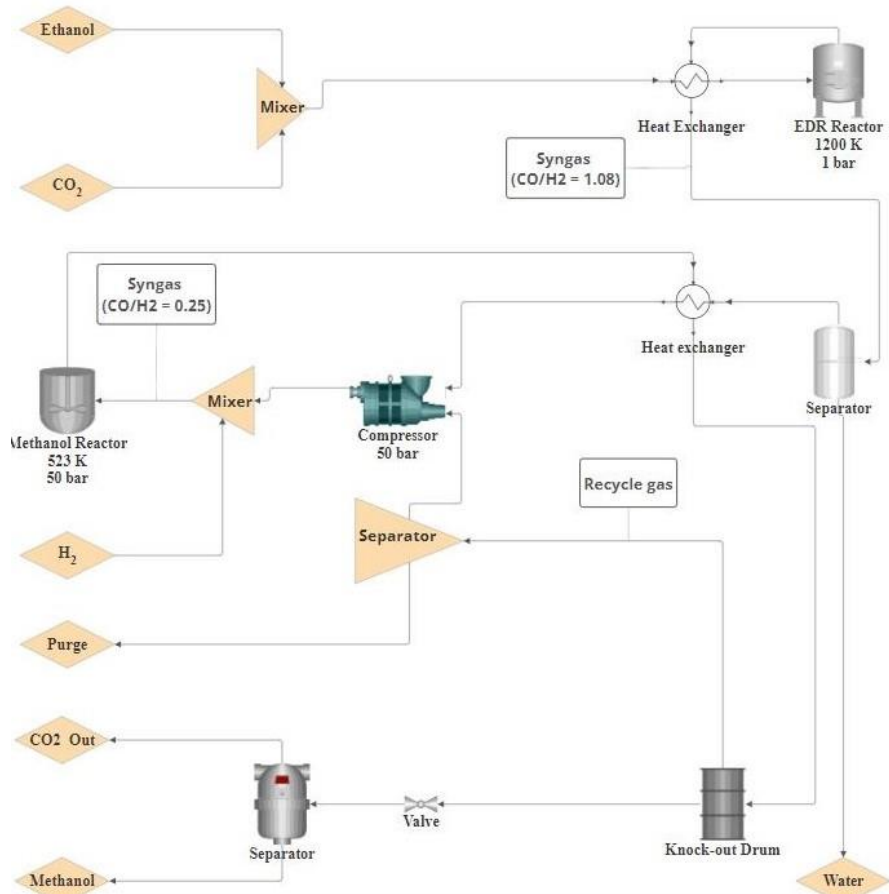 Ethanol
Mixer
CO₂
Heat Exchanger
EDR Reactor
1200 K
1 bar
Syngas
(CO/H2 = 1.08)
Syngas
(CO/H2 = 0.25)
Heat exchanger
Separator
Mixer
Compressor
50 bar
Methanol Reactor
523 K
50 bar
Recycle gas
Separator
H₂
Purge
CO2 Out
Valve
Separator
Knock-out Drum
Methanol
Water